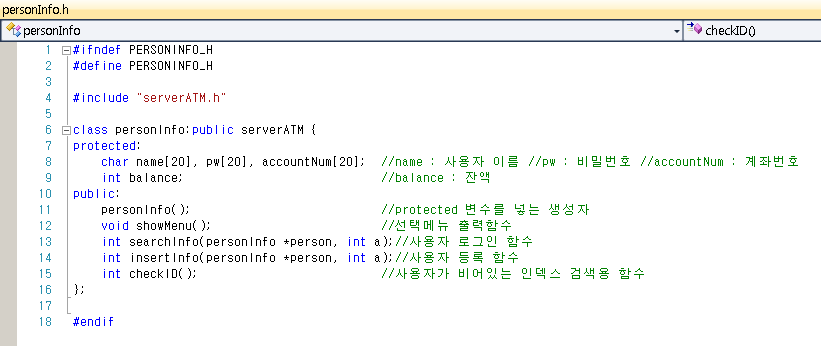 personInfo.h
personInfo checkID()
1 #ifndef PERSONINFO_H
2 #define PERSONINFO_H
3
4 #include "serverATM.h"
5
6 class personInfo:public serverATM {
7 protected:
8 char name[20], pw[20], accountNum[20]; //name : 사용자 이름 //pw : 비밀번호 //accountNum : 계좌번호
9 int balance; //balance : 잔액
10 public:
11 personInfo(); //protected 변수를 넣는 생성자
12 void showMenu(); //선택메뉴 출력함수
13 int searchInfo(personInfo *person, int a);//사용자 로그인 함수
14 int insertInfo(personInfo *person, int a);//사용자 등록 함수
15 int checkID(); //사용자가 비어있는 인덱스 검색용 함수
16 };
17
18 #endif